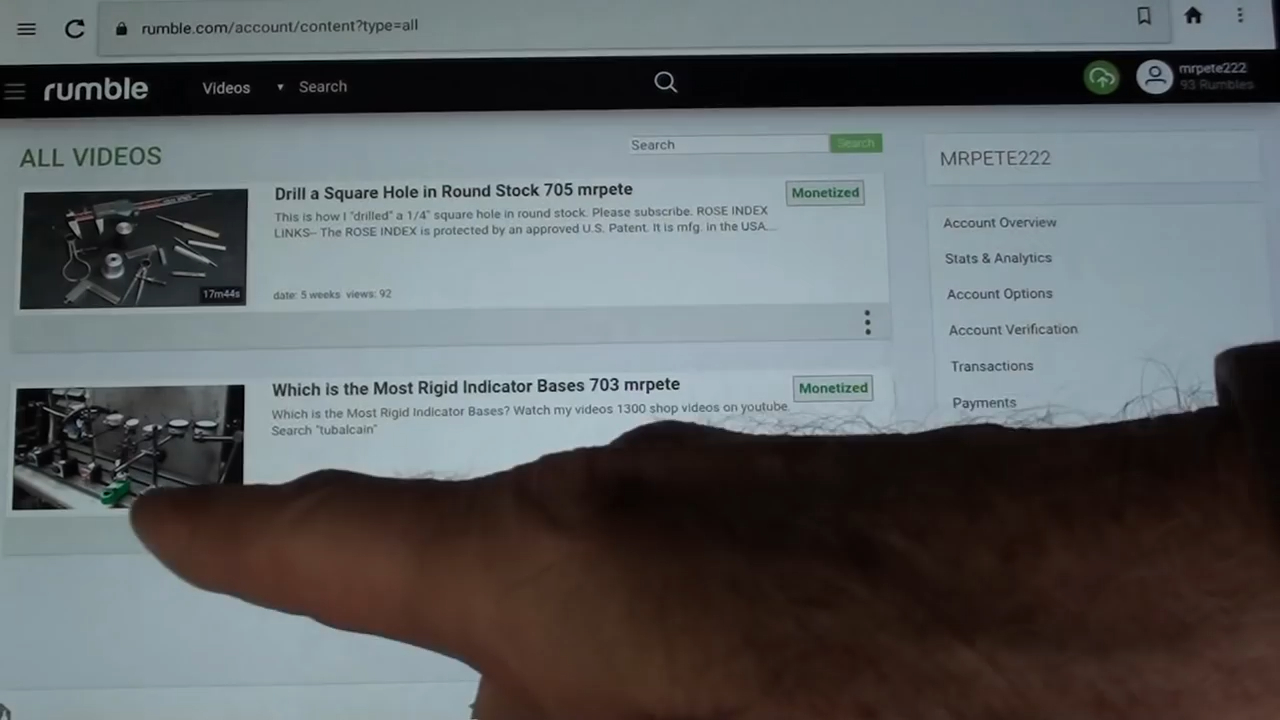 rumble.com/account/content?type=all
rumble
Videos
Search
mrpete222
93 Rumbles
ALL VIDEOS
Search
Search
MRPETE222
Drill a Square Hole in Round Stock 705 mrpete
Monetized
This is how I "drilled" a 1/4" square hole in round stock. Please subscribe. ROSE INDEX
LINKS-- The ROSE INDEX is protected by an approved U.S. Patent. It is mfg. in the USA...
17m44s
date: 5 weeks views: 92
Account Overview
Stats & Analytics
Account Options
Account Verification
Transactions
Payments
Which is the Most Rigid Indicator Bases 703 mrpete
Monetized
Which is the Most Rigid Indicator Bases? Watch my videos 1300 shop videos on youtube
Search "tubalcain"